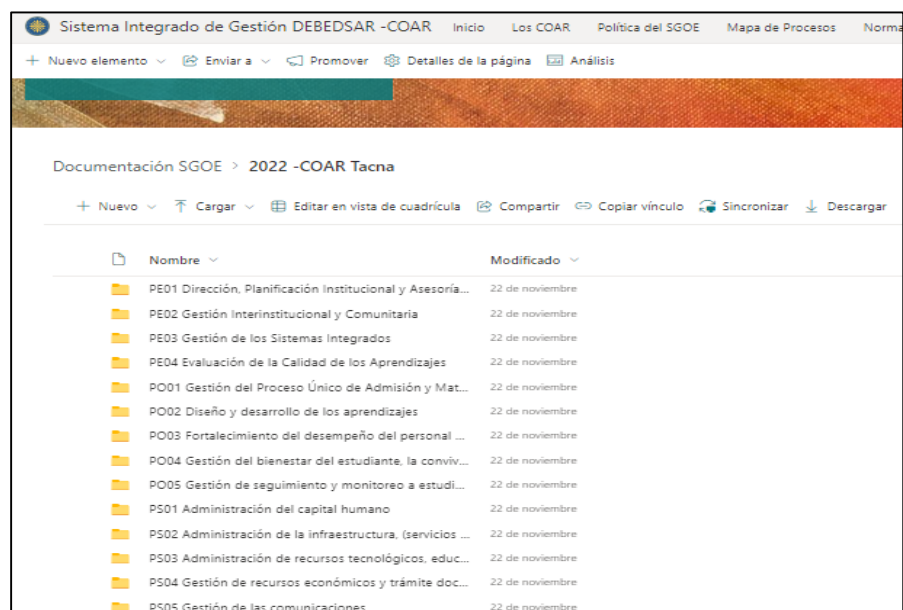 Sistema Integrado de Gestión DEBEDSAR -COAR Inicio Los COAR Política del SGOE Mapa de Procesos Norma
+ Nuevo elemento Enviar a Promover Detalles de la página Análisis
Documentación SGOE > 2022 -COAR Tacna
+ Nuevo Cargar Editar en vista de cuadrícula Compartir Copiar vínculo Sincronizar Descargar
Nombre Modificado
PE01 Dirección, Planificación Institucional y Asesoría... 22 de noviembre
PE02 Gestión Interinstitucional y Comunitaria 22 de noviembre
PE03 Gestión de los Sistemas Integrados 22 de noviembre
PE04 Evaluación de la Calidad de los Aprendizajes 22 de noviembre
PO01 Gestión del Proceso Único de Admisión y Mat... 22 de noviembre
PO02 Diseño y desarrollo de los aprendizajes 22 de noviembre
PO03 Fortalecimiento del desempeño del personal ... 22 de noviembre
PO04 Gestión del bienestar del estudiante, la conviv... 22 de noviembre
PO05 Gestión de seguimiento y monitoreo a estudi... 22 de noviembre
PS01 Administración del capital humano 22 de noviembre
PS02 Administración de la infraestructura, (servicios ... 22 de noviembre
PS03 Administración de recursos tecnológicos, educ... 22 de noviembre
PS04 Gestión de recursos económicos y trámite doc... 22 de noviembre
PS05 Gestión de las comunicaciones 22 de noviembre